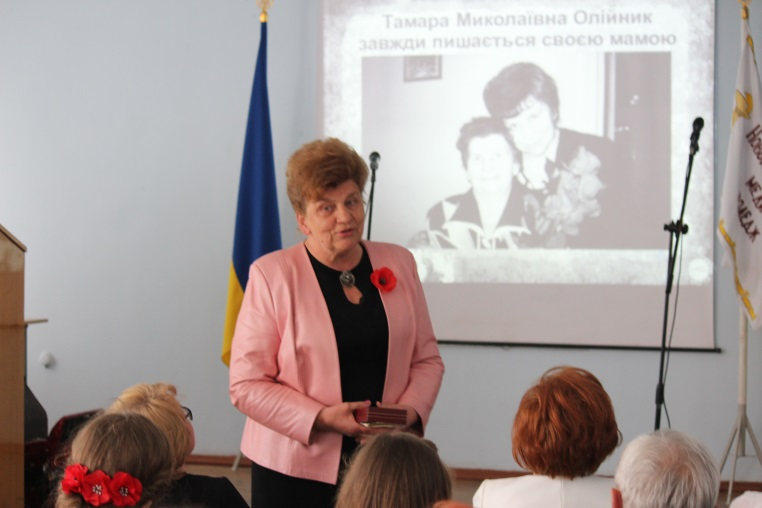 Тамара Миколаївна Олійник
завжди пишається своєю мамою